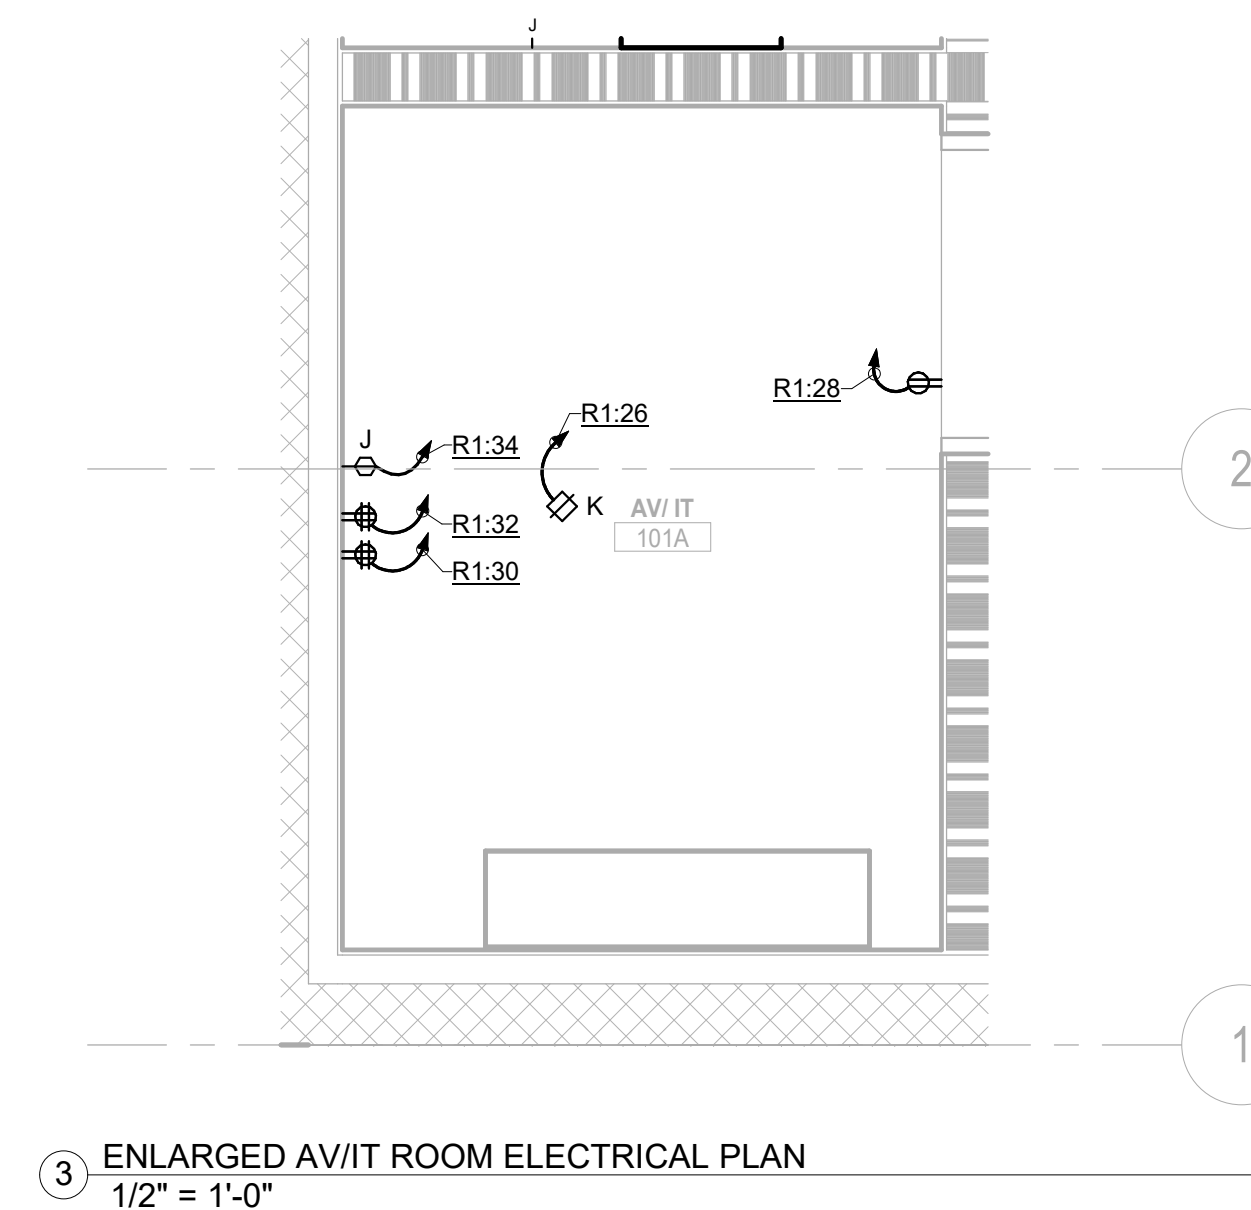 J
R1:28
R1:26
J
R1:34
2
K
AV/ IT
R1:32
101A
R1:30
1
3
ENLARGED AV/IT ROOM ELECTRICAL PLAN
1/2" = 1'-0"